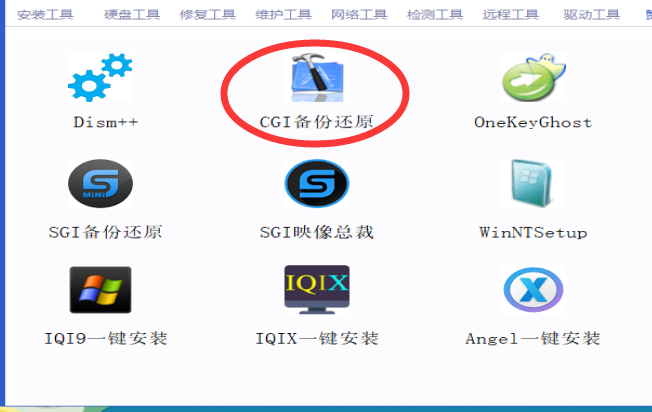 安装工具 硬盘工具 修复工具 维护工具 网络工具 检测工具 远程工具 驱动工具
Dism++ CGI备份还原 OneKeyGhost
MINI
SGI备份还原 SGI映像总裁 WinNTSetup
IQIX
IQI9一键安装 IQIX一键安装 Angel一键安装